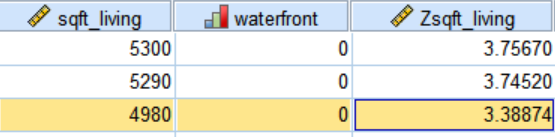 sqft_living waterfront Zsqft_living
5300 0 3.75670
5290 0 3.74520
4980 0 3.38874